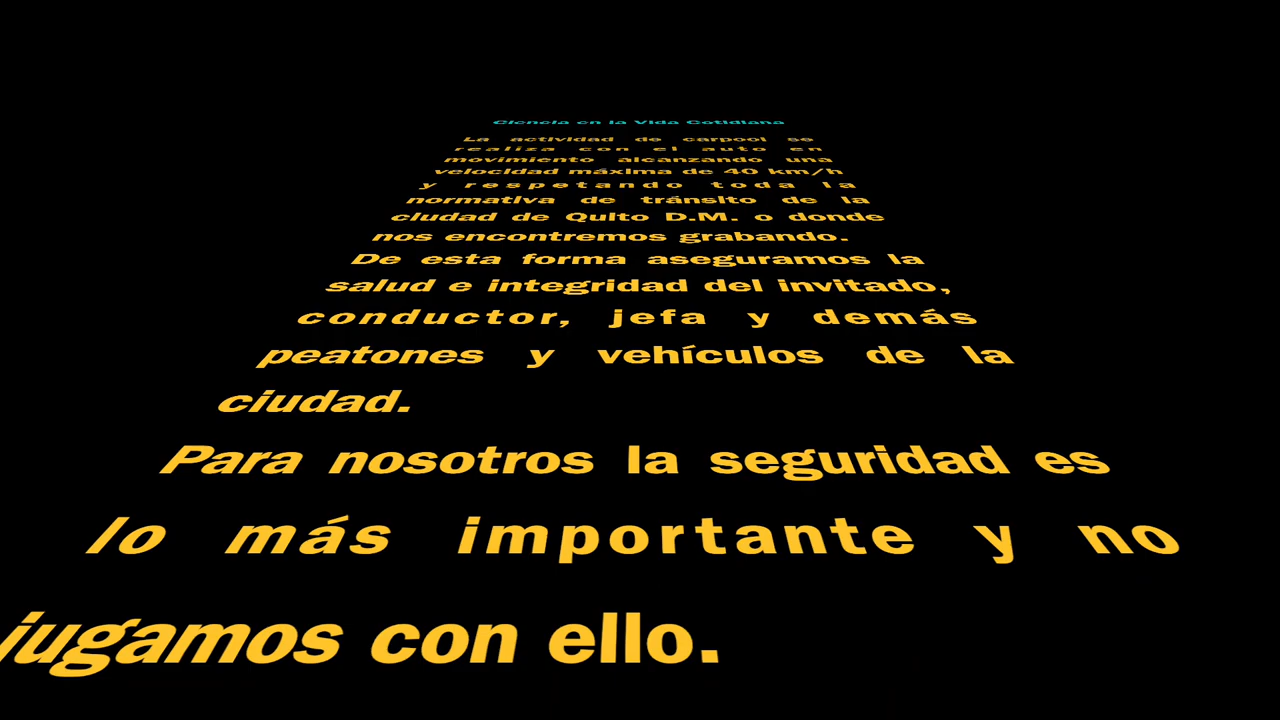 Ciencia en la Vida Cotidiana
La actividad de carpool se
realiza con el auto en
movimiento alcanzando una
velocidad máxima de 40 km/h
y respetando toda la
normativa de tránsito de la
ciudad de Quito D.M. o donde
nos encontremos grabando.
De esta forma aseguramos la
salud e integridad del invitado,
conductor, jefa y demás
peatones y vehículos de la
ciudad.
Para nosotros la seguridad es
lo más importante y no
jugamos con ello.